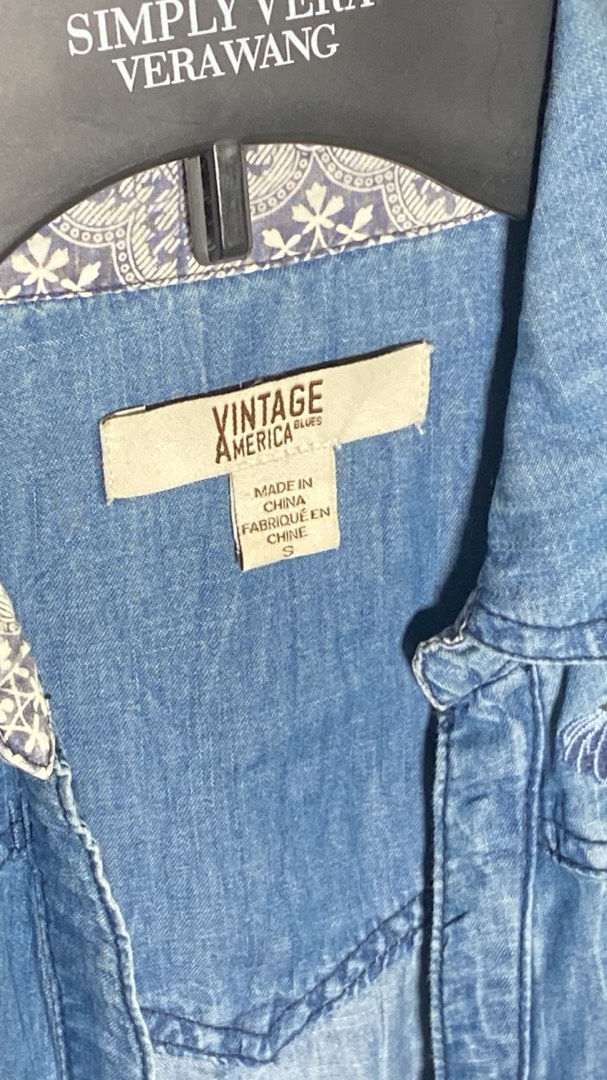 SIMPLY VERA
VERAWANG
VINTAGE
AMERICA BLUES
MADE IN
CHINA
FABRIQUÉ EN
CHINE
S